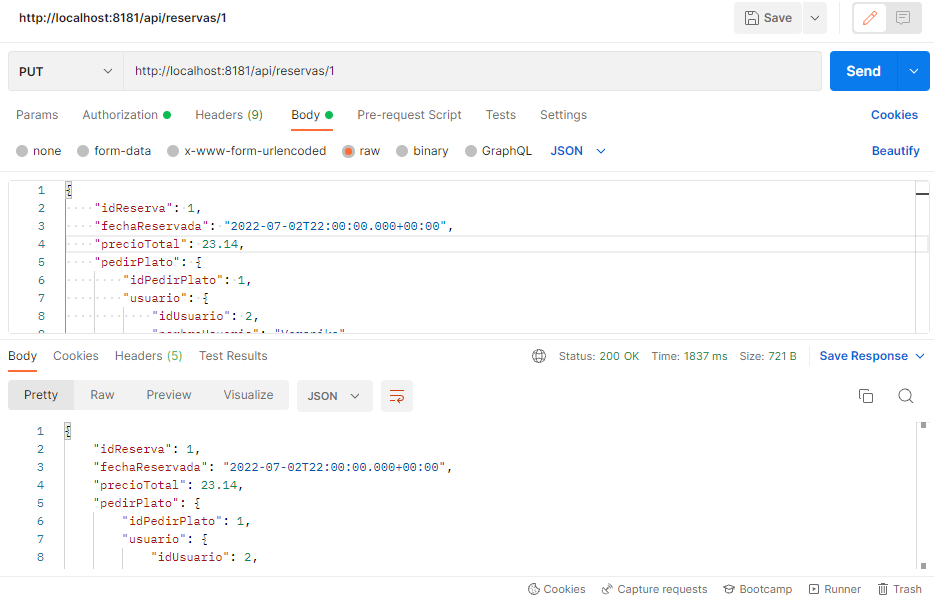 http://localhost:8181/api/reservas/1
Save
PUT
http://localhost:8181/api/reservas/1
Send
Params Authorization Headers (9) Body Pre-request Script Tests Settings Cookies
none form-data x-www-form-urlencoded raw binary GraphQL JSON Beautify
1 {
2 "idReserva": 1,
3 "fechaReservada": "2022-07-02T22:00:00.000+00:00",
4 "precioTotal": 23.14,
5 "pedirPlato": {
6 "idPedirPlato": 1,
7 "usuario": {
8 "idUsuario": 2,
Body Cookies Headers (5) Test Results Status: 200 OK Time: 1837 ms Size: 721 B Save Response
Pretty Raw Preview Visualize JSON
1 {
2 "idReserva": 1,
3 "fechaReservada": "2022-07-02T22:00:00.000+00:00",
4 "precioTotal": 23.14,
5 "pedirPlato": {
6 "idPedirPlato": 1,
7 "usuario": {
8 "idUsuario": 2,
Cookies Capture requests Bootcamp Runner Trash